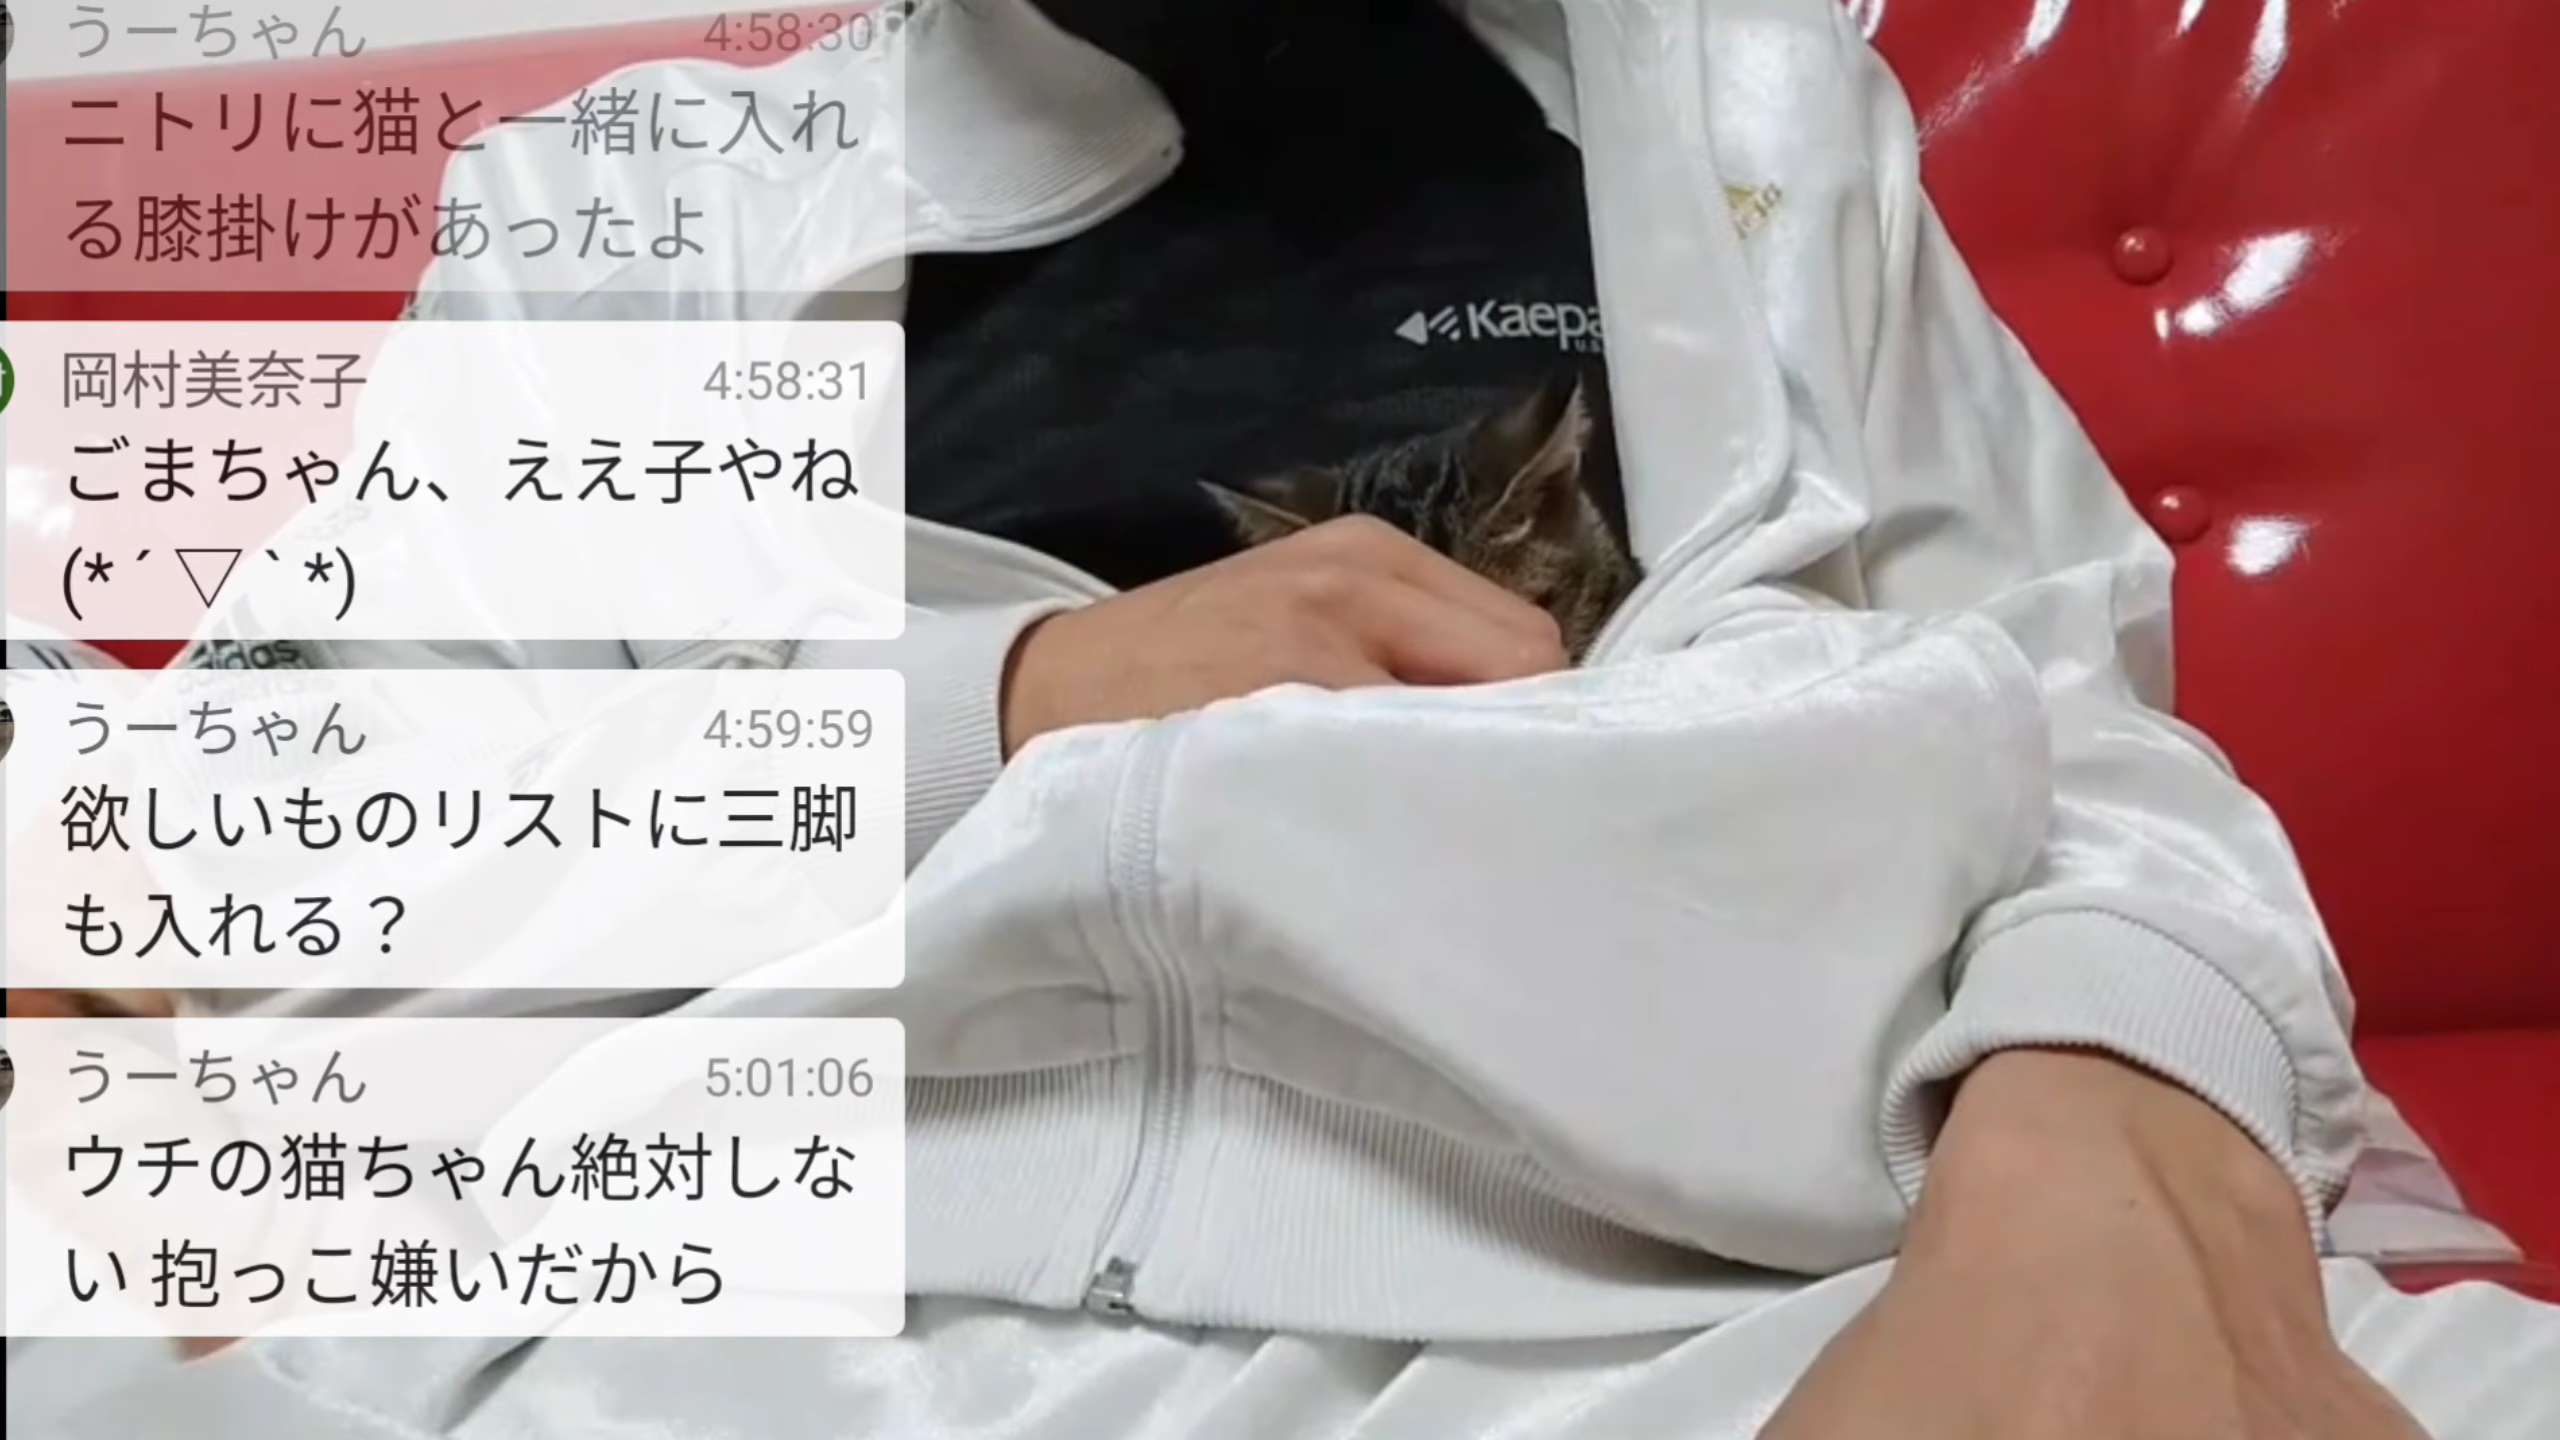 うーちゃん 4:58:30
ニトリに猫と一緒に入れ
る膝掛けがあったよ
岡村美奈子 4:58:31
ごまちゃん、ええ子やね
(*´▽`*)
うーちゃん 4:59:59
欲しいものリストに三脚
も入れる？
うーちゃん 5:01:06
ウチの猫ちゃん絶対しな
い 抱っこ嫌いだから
Kaepa
adidas